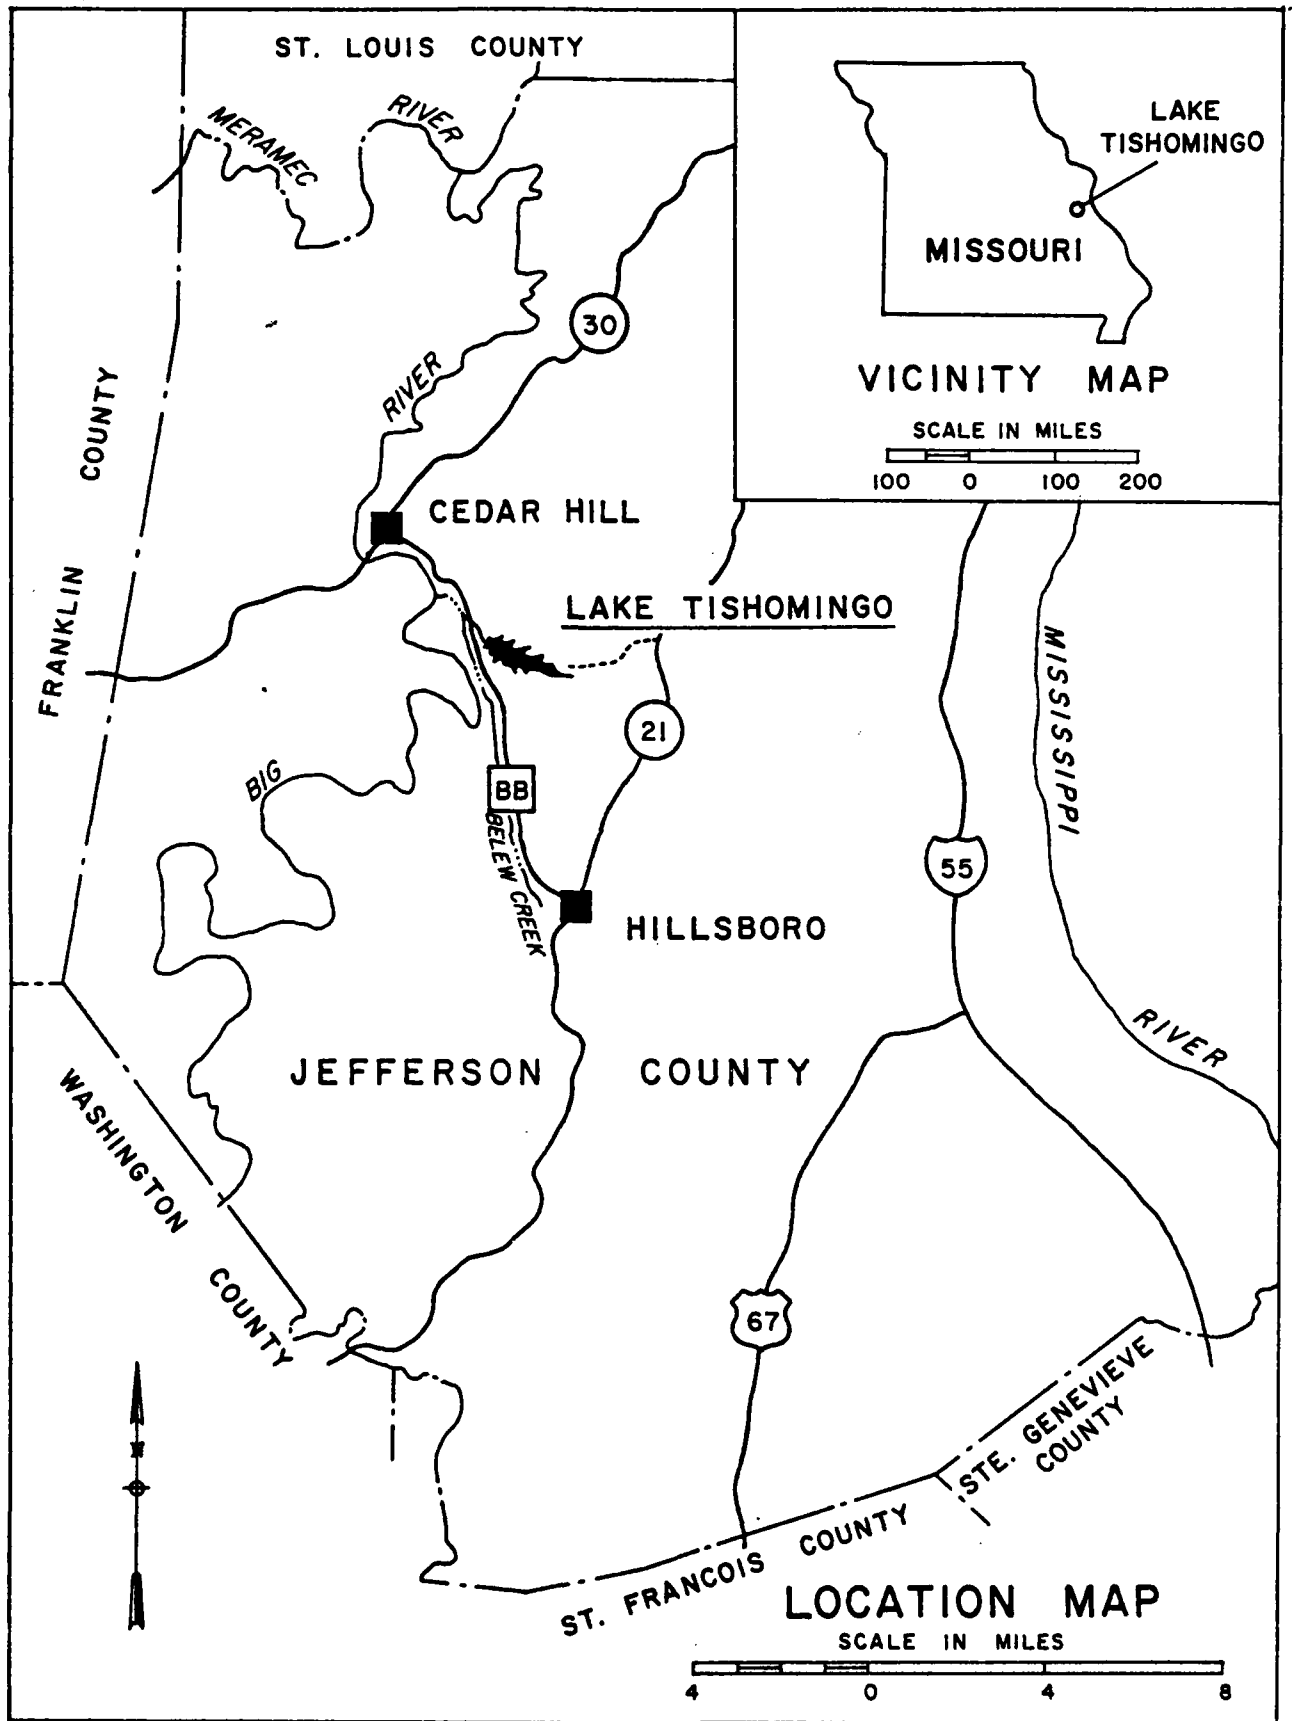 ST. LOUIS COUNTY
MERAMEC
RIVER
LAKE
TISHOMINGO
MISSOURI
VICINITY MAP
SCALE IN MILES
100 0 100 200
30
RIVER
FRANKLIN COUNTY
CEDAR HILL
LAKE TISHOMINGO
MISSISSIPPI
RIVER
21
BIG
BB
BELEW CREEK
55
HILLSBORO
JEFFERSON COUNTY
WASHINGTON COUNTY
67
N
STE. GENEVIEVE
COUNTY
ST. FRANCOIS COUNTY
LOCATION MAP
SCALE IN MILES
4 0 4 8